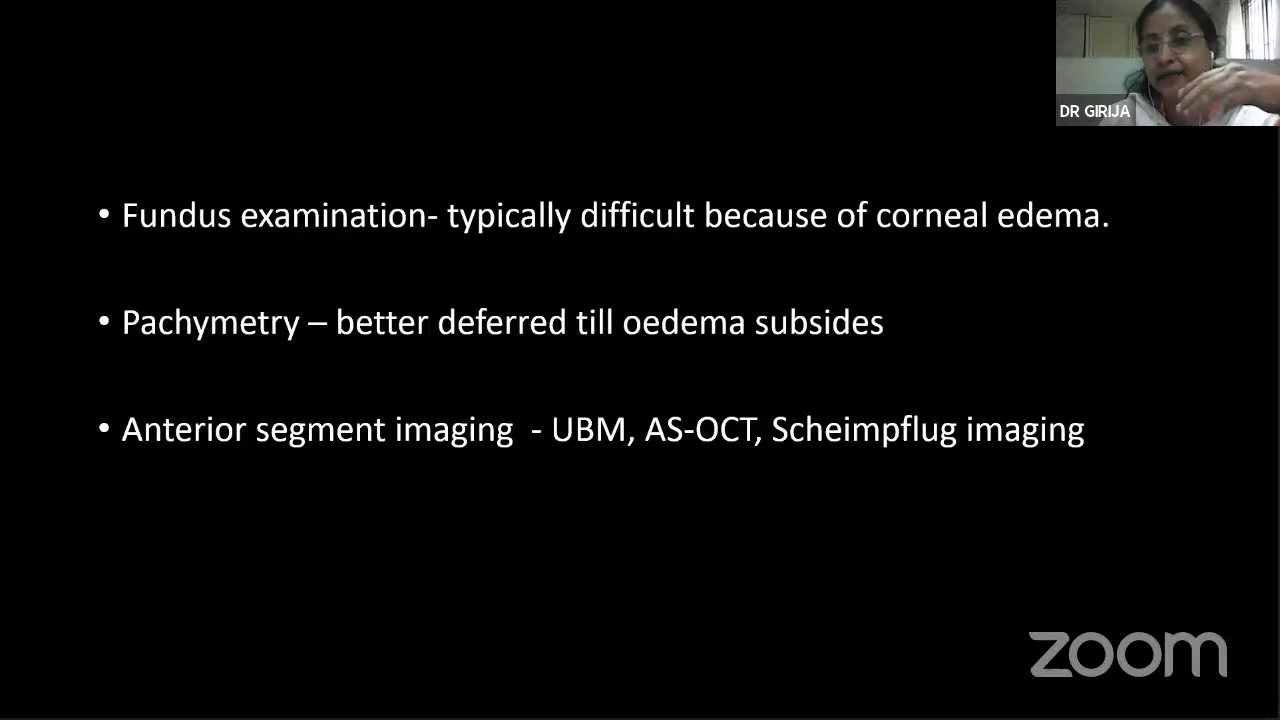 DR GIRIJA
• Fundus examination- typically difficult because of corneal edema.
• Pachymetry – better deferred till oedema subsides
• Anterior segment imaging  - UBM, AS-OCT, Scheimpflug imaging
zoom